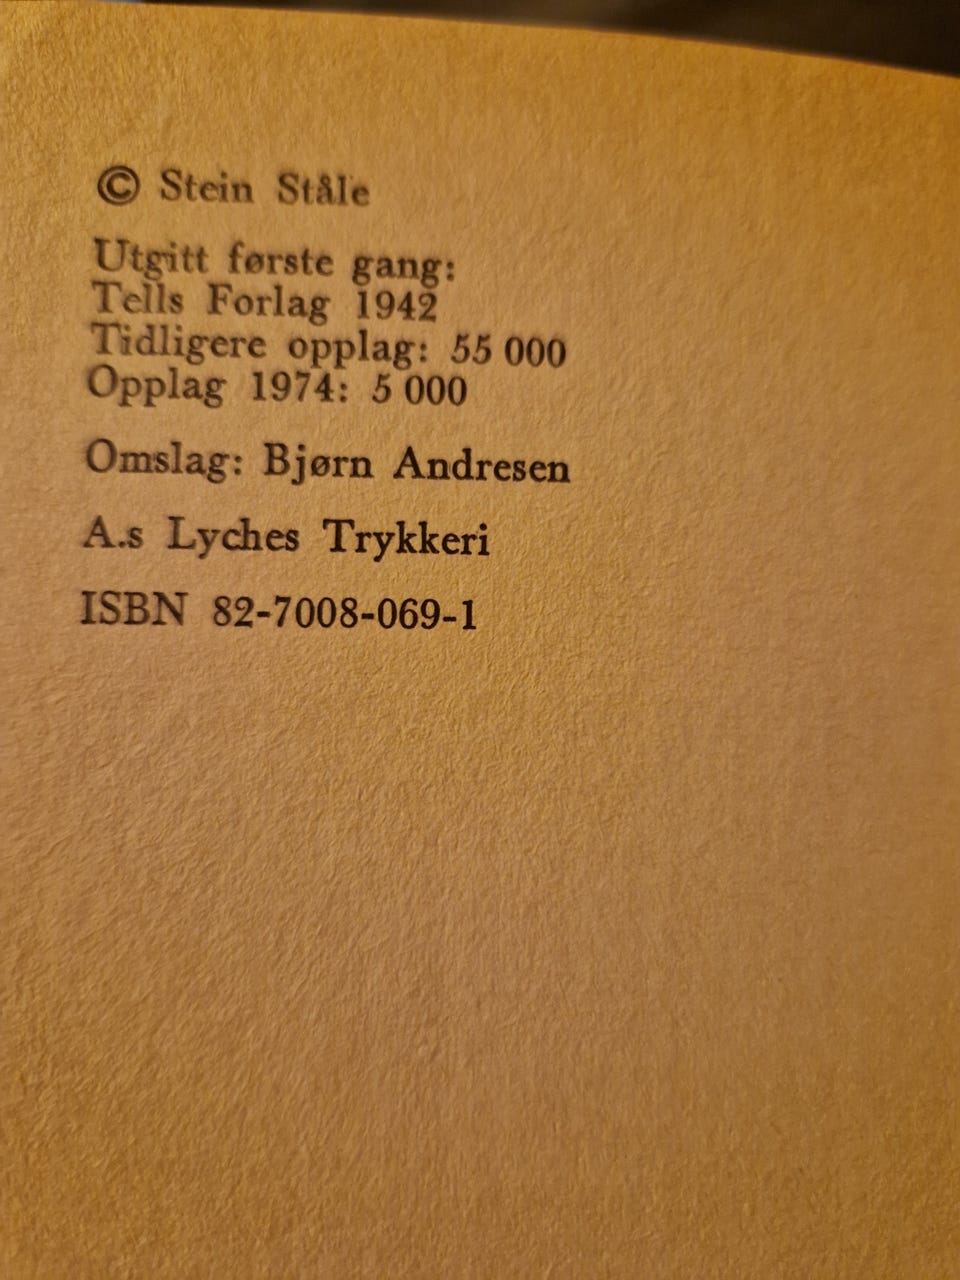 © Stein Ståle
Utgitt første gang:
Tells Forlag 1942
Tidligere opplag: 55 000
Opplag 1974: 5 000
Omslag: Bjørn Andresen
A.s Lyches Trykkeri
ISBN 82-7008-069-1